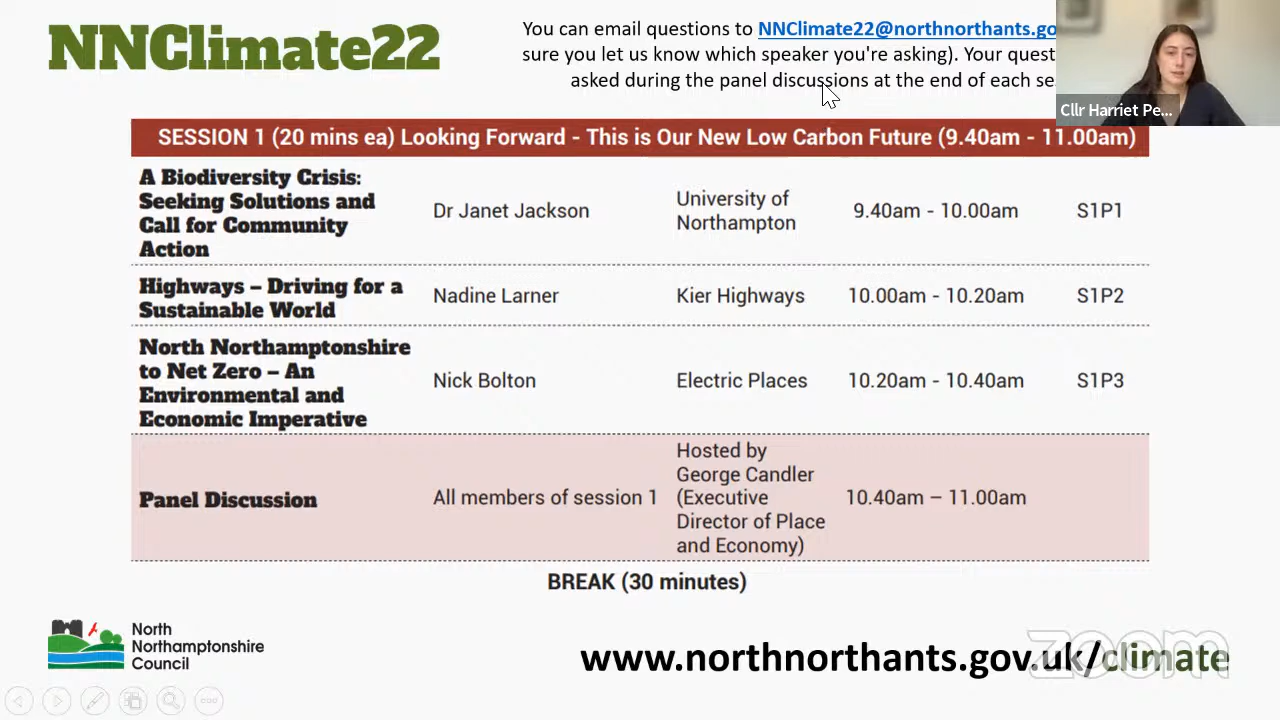 NNClimate22
You can email questions to NNClimate22@northnorthants.go
sure you let us know which speaker you're asking). Your quest
asked during the panel discussions at the end of each se
Cllr Harriet Pe...
SESSION 1 (20 mins ea) Looking Forward - This is Our New Low Carbon Future (9.40am - 11.00am)
A Biodiversity Crisis:
Seeking Solutions and
Call for Community
Action
Dr Janet Jackson
University of
Northampton
9.40am - 10.00am
S1P1
Highways – Driving for a
Sustainable World
Nadine Larner
Kier Highways
10.00am - 10.20am
S1P2
North Northamptonshire
to Net Zero – An
Environmental and
Economic Imperative
Nick Bolton
Electric Places
10.20am - 10.40am
S1P3
Panel Discussion
All members of session 1
Hosted by
George Candler
(Executive
Director of Place
and Economy)
10.40am – 11.00am
BREAK (30 minutes)
North
Northamptonshire
Council
www.northnorthants.gov.uk/climate
zoom